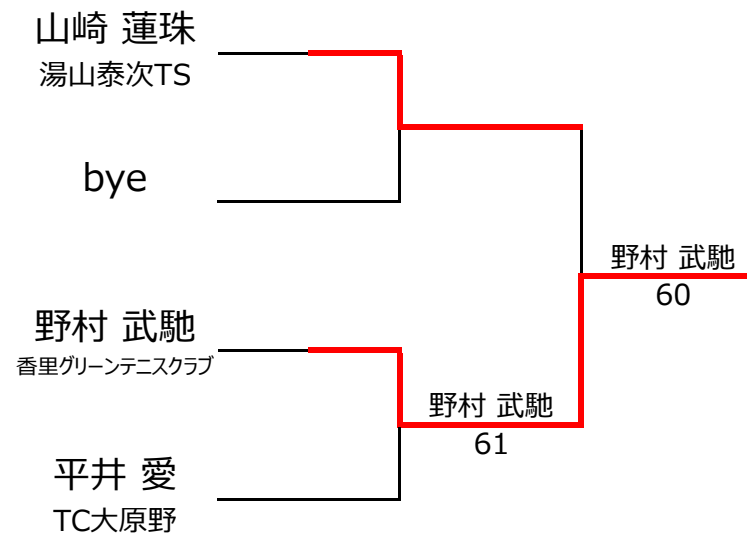 山崎 蓮珠
湯山泰次TS
bye
野村 武馳
60
野村 武馳
香里グリーンテニスクラブ
野村 武馳
61
平井 愛
TC大原野